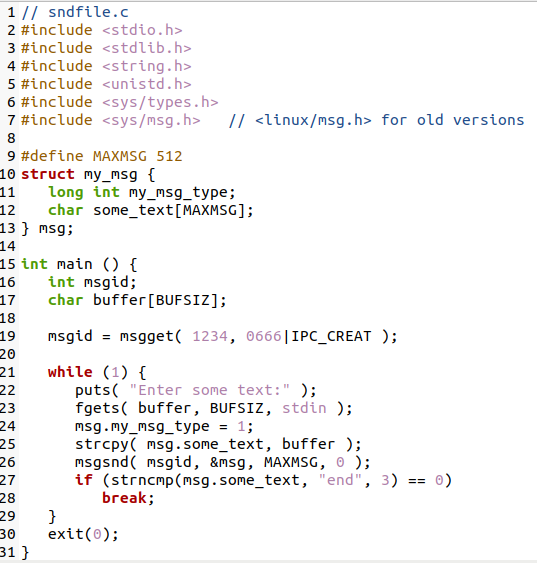 1 // sndfile.c
2 #include <stdio.h>
3 #include <stdlib.h>
4 #include <string.h>
5 #include <unistd.h>
6 #include <sys/types.h>
7 #include <sys/msg.h>   // <linux/msg.h> for old versions
8
9 #define MAXMSG 512
10 struct my_msg {
11    long int my_msg_type;
12    char some_text[MAXMSG];
13 } msg;
14
15 int main () {
16    int msgid;
17    char buffer[BUFSIZ];
18
19    msgid = msgget( 1234, 0666|IPC_CREAT );
20
21    while (1) {
22       puts( "Enter some text:" );
23       fgets( buffer, BUFSIZ, stdin );
24       msg.my_msg_type = 1;
25       strcpy( msg.some_text, buffer );
26       msgsnd( msgid, &msg, MAXMSG, 0 );
27       if (strncmp(msg.some_text, "end", 3) == 0)
28          break;
29    }
30    exit(0);
31 }